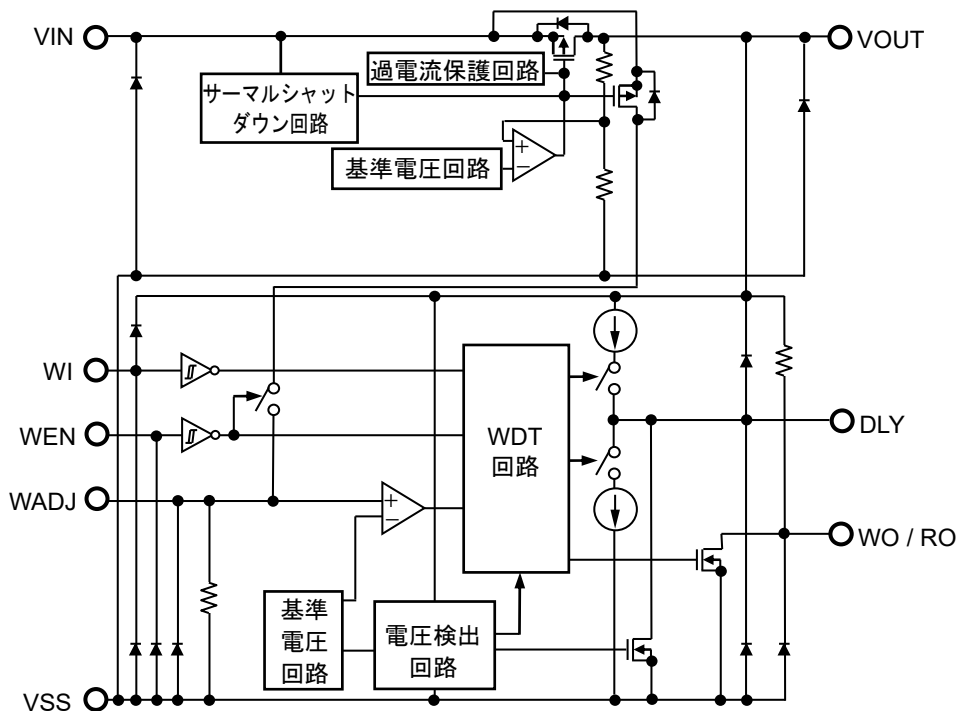 VIN
VOUT
過電流保護回路
サーマルシャット
ダウン回路
+
−
基準電圧回路
WI
WEN
WDT
回路
DLY
WADJ
+
−
WO / RO
基準
電圧
回路
電圧検出
回路
VSS